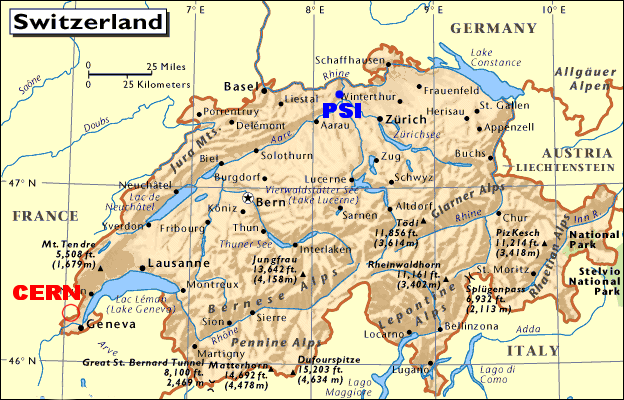 Switzerland
7°E
8°E
9°E
10°E
GERMANY
Schaffhausen
Rhine
Lake
Constance
0 25 Miles
0 25 Kilometers
Saône
Basel
PSI
Winterthur
Frauenfeld
Allgäuer
Alpen
Liestal
Porrentruy
Herisau
St. Gallen
Doubs
Delémont
Aarau
Zürich
Appenzell
Jura Mts.
Aare
Zürichsee
Biel
Solothurn
Zug
Buchs
AUSTRIA
LIECHTENSTEIN
47°N
Burgdorf
Lucerne
Schwyz
47°N
Neuchâtel
Bern
Vierwaldstätter See
(Lake Lucerne)
Glarner Alps
Lac de
Neuchâtel
Köniz
Sarnen
Altdorf
FRANCE
Yverdon
Fribourg
Thun
Tödi
11,856 ft.
(3,614 m)
Rhine
Chur
Inn R.
Mt. Tendre
5,508 ft.
(1,679 m)
Thuner See
Interlaken
PizKesch
11,214 ft.
(3,418 m)
Rhaetian Alps
National
Park
Lausanne
Jungfrau
13,642 ft.
(4,158 m)
Rheinwaldhorn
11,161 ft.
(3,402 m)
St. Moritz
Stelvio
National
Park
CERN
Lac Léman
(Lake Geneva)
Montreux
Bernese Alps
Lepontine
Alps
Splügenpass
6,932 ft.
(2,113 m)
Geneva
Rhône
Sion
Sierre
Pennine Alps
Locarno
Bellinzona
Adda
46°N
Arve
Martigny
46°N
ITALY
Great St. Bernard Tunnel
8,100 ft.
2,469 m
Matterhorn
14,692 ft.
(4,478 m)
Dufourspitze
15,203 ft.
(4,634 m)
Lugano
Lago
Maggiore
Lago di
Como